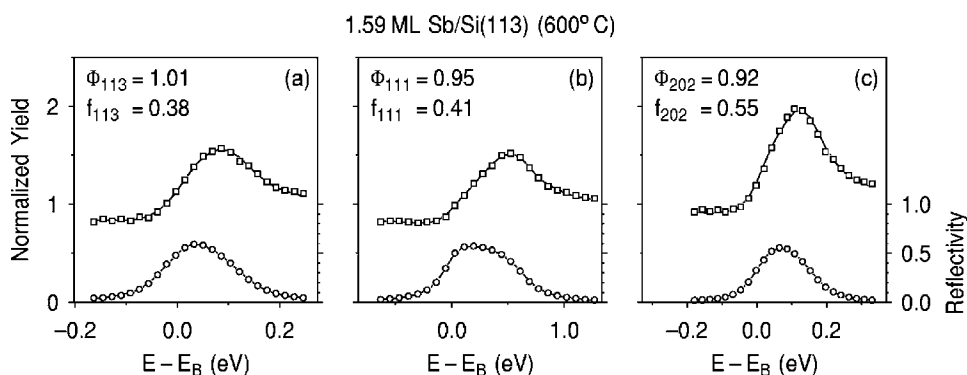 1.59 ML Sb/Si(113) (600° C)
Φ113 = 1.01
f113 = 0.38
(a)
Φ111 = 0.95
f111 = 0.41
(b)
Φ202 = 0.92
f202 = 0.55
(c)
Normalized Yield
2
1
0
1.0
0.5
0.0
Reflectivity
−0.2 0.0 0.2
0.0 1.0
−0.2 0.0 0.2
E − EB (eV)
E − EB (eV)
E − EB (eV)